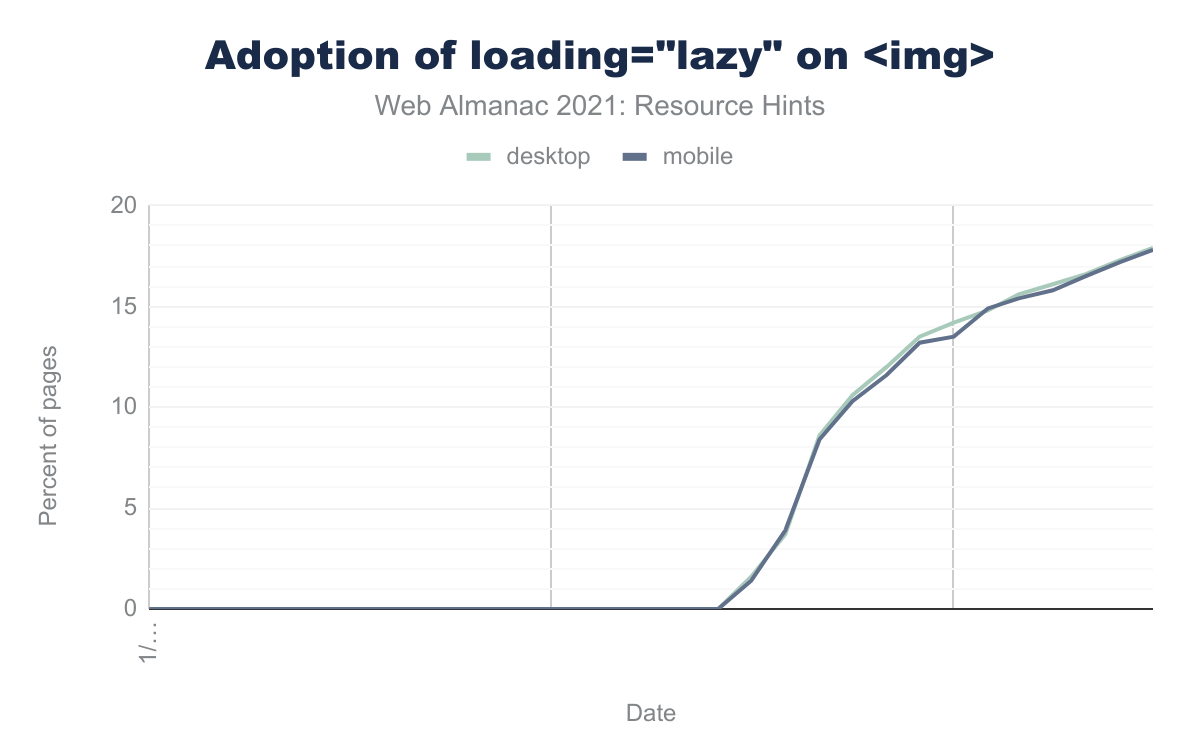 Adoption of loading="lazy" on <img>
Web Almanac 2021: Resource Hints
desktop
mobile
Percent of pages
20
15
10
5
0
1/…
Date